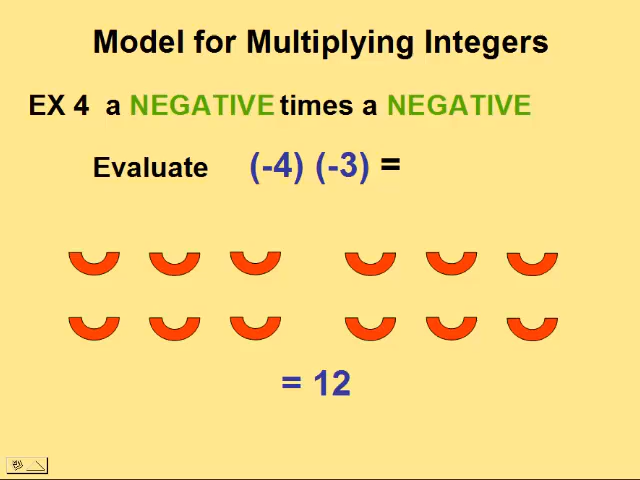 Model for Multiplying Integers
EX 4 a NEGATIVE times a NEGATIVE
Evaluate (-4) (-3) =
= 12